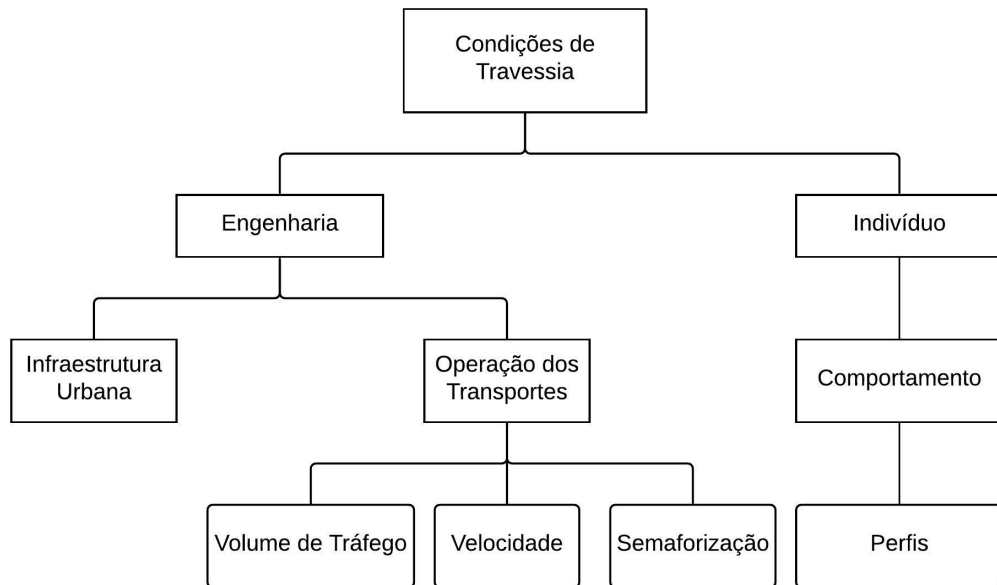 Condições de
Travessia
Engenharia
Indivíduo
Infraestrutura
Urbana
Operação dos
Transportes
Comportamento
Volume de Tráfego
Velocidade
Semaforização
Perfis